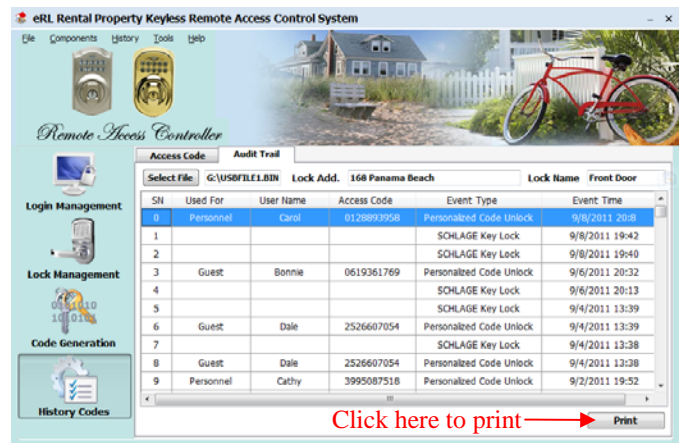 eRL Rental Property Keyless Remote Access Control System
File Components History Tools Help
Remote Access Controller
Access Code Audit Trail
Select File G:\USBFILE1.BIN Lock Add. 168 Panama Beach Lock Name Front Door
Login Management
Lock Management
Code Generation
History Codes
SN Used For User Name Access Code Event Type Event Time
0 Personnel Carol 0128893958 Personalized Code Unlock 9/8/2011 20:8
1 SCHLAGE Key Lock 9/8/2011 19:42
2 SCHLAGE Key Lock 9/8/2011 19:40
3 Guest Bonnie 0619361769 Personalized Code Unlock 9/6/2011 20:32
4 SCHLAGE Key Lock 9/6/2011 20:13
5 SCHLAGE Key Lock 9/4/2011 13:39
6 Guest Dale 2526607054 Personalized Code Unlock 9/4/2011 13:39
7 SCHLAGE Key Lock 9/4/2011 13:38
8 Guest Dale 2526607054 Personalized Code Unlock 9/4/2011 13:38
9 Personnel Cathy 3995087518 Personalized Code Unlock 9/2/2011 19:52
Click here to print Print